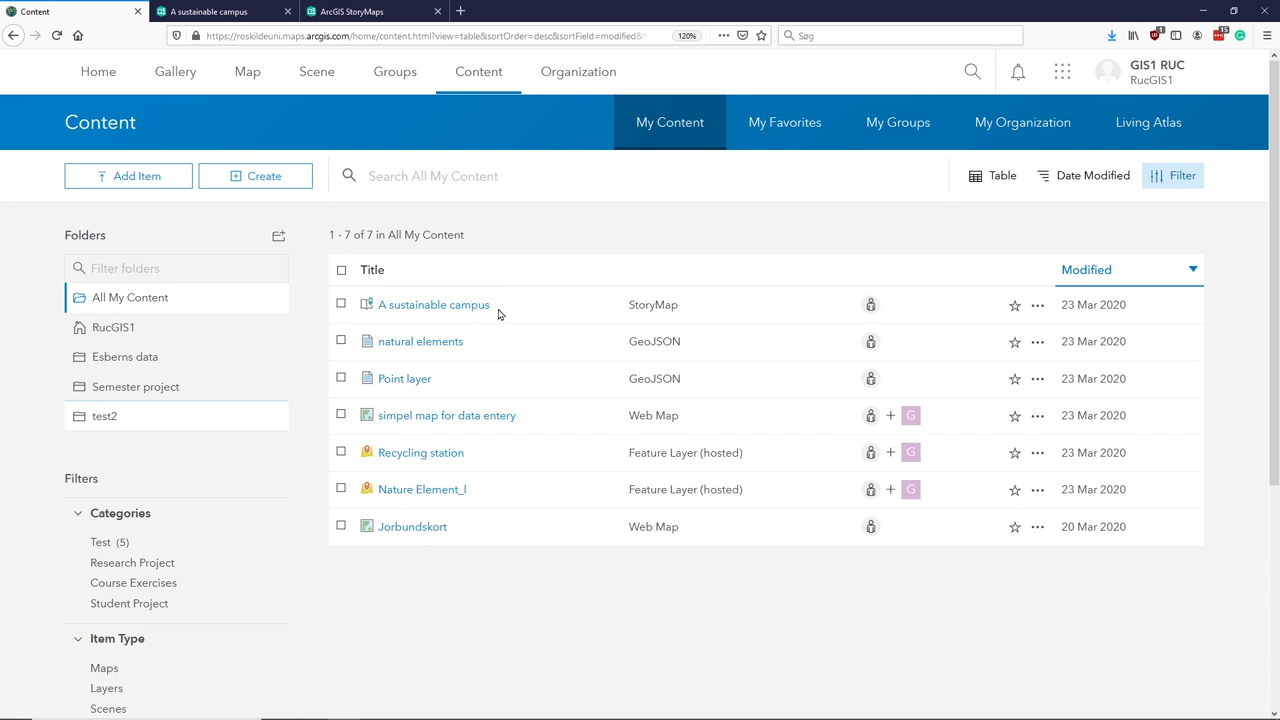 Content
A sustainable campus
ArcGIS StoryMaps
https://roskildeuni.maps.arcgis.com/home/content.html?view=table&sortOrder=desc&sortField=modified&
120%
Søg
15
Home
Gallery
Map
Scene
Groups
Content
Organization
GIS1 RUC
RucGIS1
Content
My Content
My Favorites
My Groups
My Organization
Living Atlas
Add Item
Create
Search All My Content
Table
Date Modified
Filter
Folders
Filter folders
All My Content
RucGIS1
Esberns data
Semester project
test2
Filters
Categories
Test (5)
Research Project
Course Exercises
Student Project
Item Type
Maps
Layers
Scenes
1 - 7 of 7 in All My Content
Title Modified
A sustainable campus StoryMap 23 Mar 2020
natural elements GeoJSON 23 Mar 2020
Point layer GeoJSON 23 Mar 2020
simpel map for data entery Web Map + G 23 Mar 2020
Recycling station Feature Layer (hosted) + G 23 Mar 2020
Nature Element_l Feature Layer (hosted) + G 23 Mar 2020
Jorbundskort Web Map 20 Mar 2020